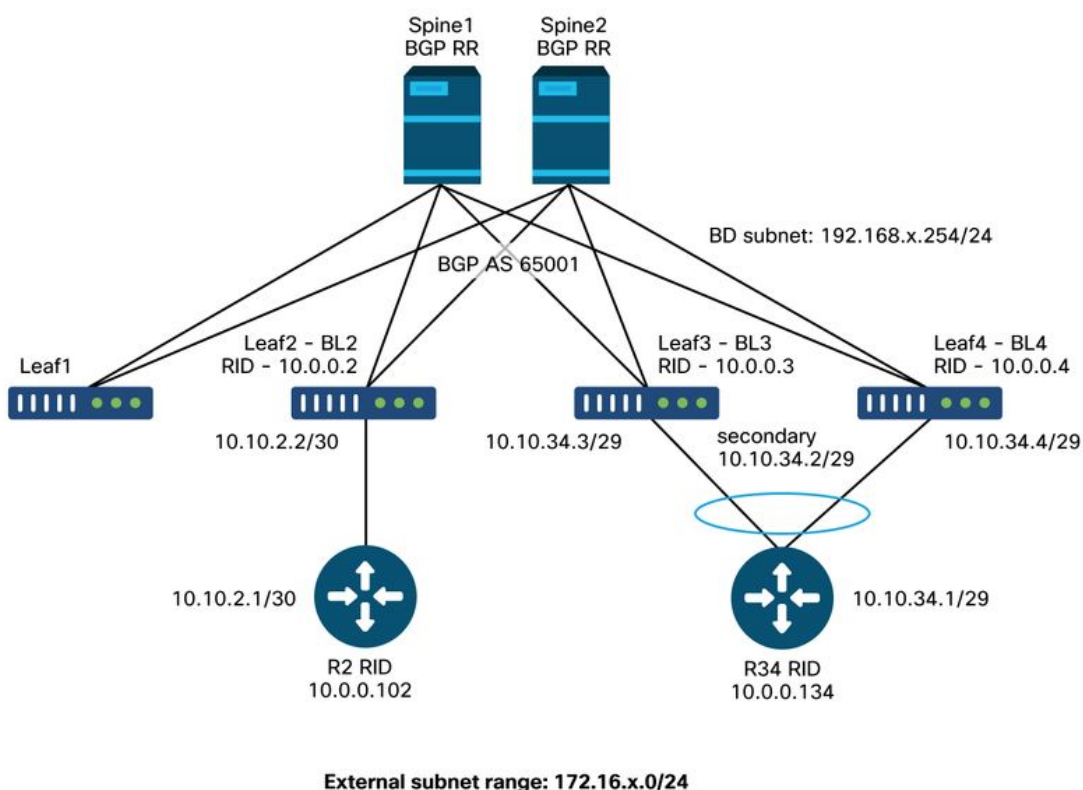 Spine1
BGP RR
Spine2
BGP RR
BD subnet: 192.168.x.254/24
BGP AS 65001
Leaf1
Leaf2 - BL2
RID - 10.0.0.2
Leaf3 - BL3
RID - 10.0.0.3
Leaf4 - BL4
RID - 10.0.0.4
10.10.2.2/30
10.10.34.3/29
secondary
10.10.34.2/29
10.10.34.4/29
10.10.2.1/30
10.10.34.1/29
R2 RID
10.0.0.102
R34 RID
10.0.0.134
External subnet range: 172.16.x.0/24